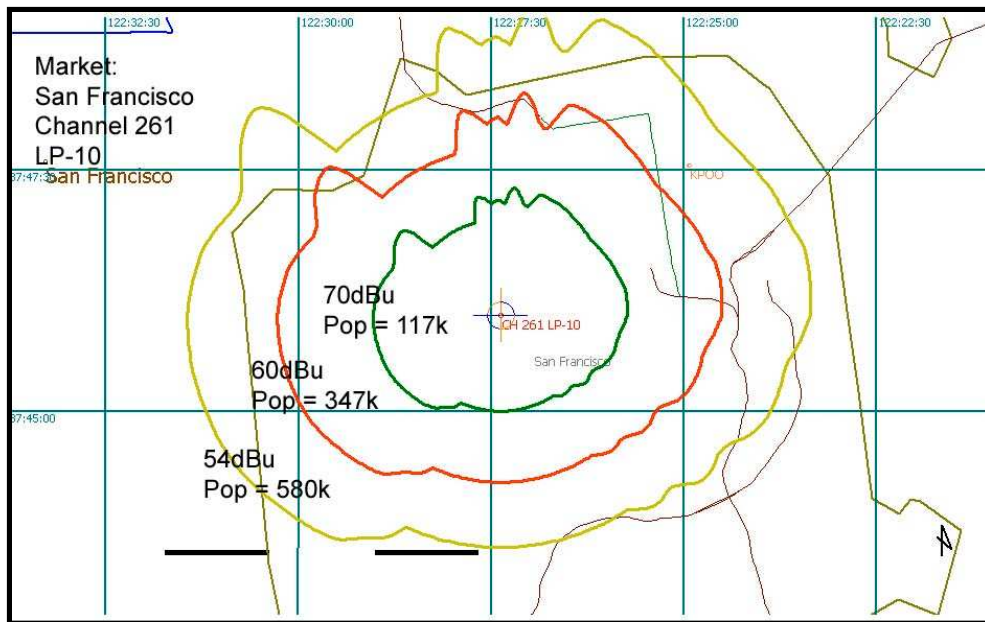 122:32:30 122:30:00 122:27:30 122:25:00 122:22:30
Market:
San Francisco
Channel 261
LP-10
San Francisco
37:47:30
KPOO
70dBu
Pop = 117k
CH 261 LP-10
San Francisco
60dBu
Pop = 347k
37:45:00
54dBu
Pop = 580k
N